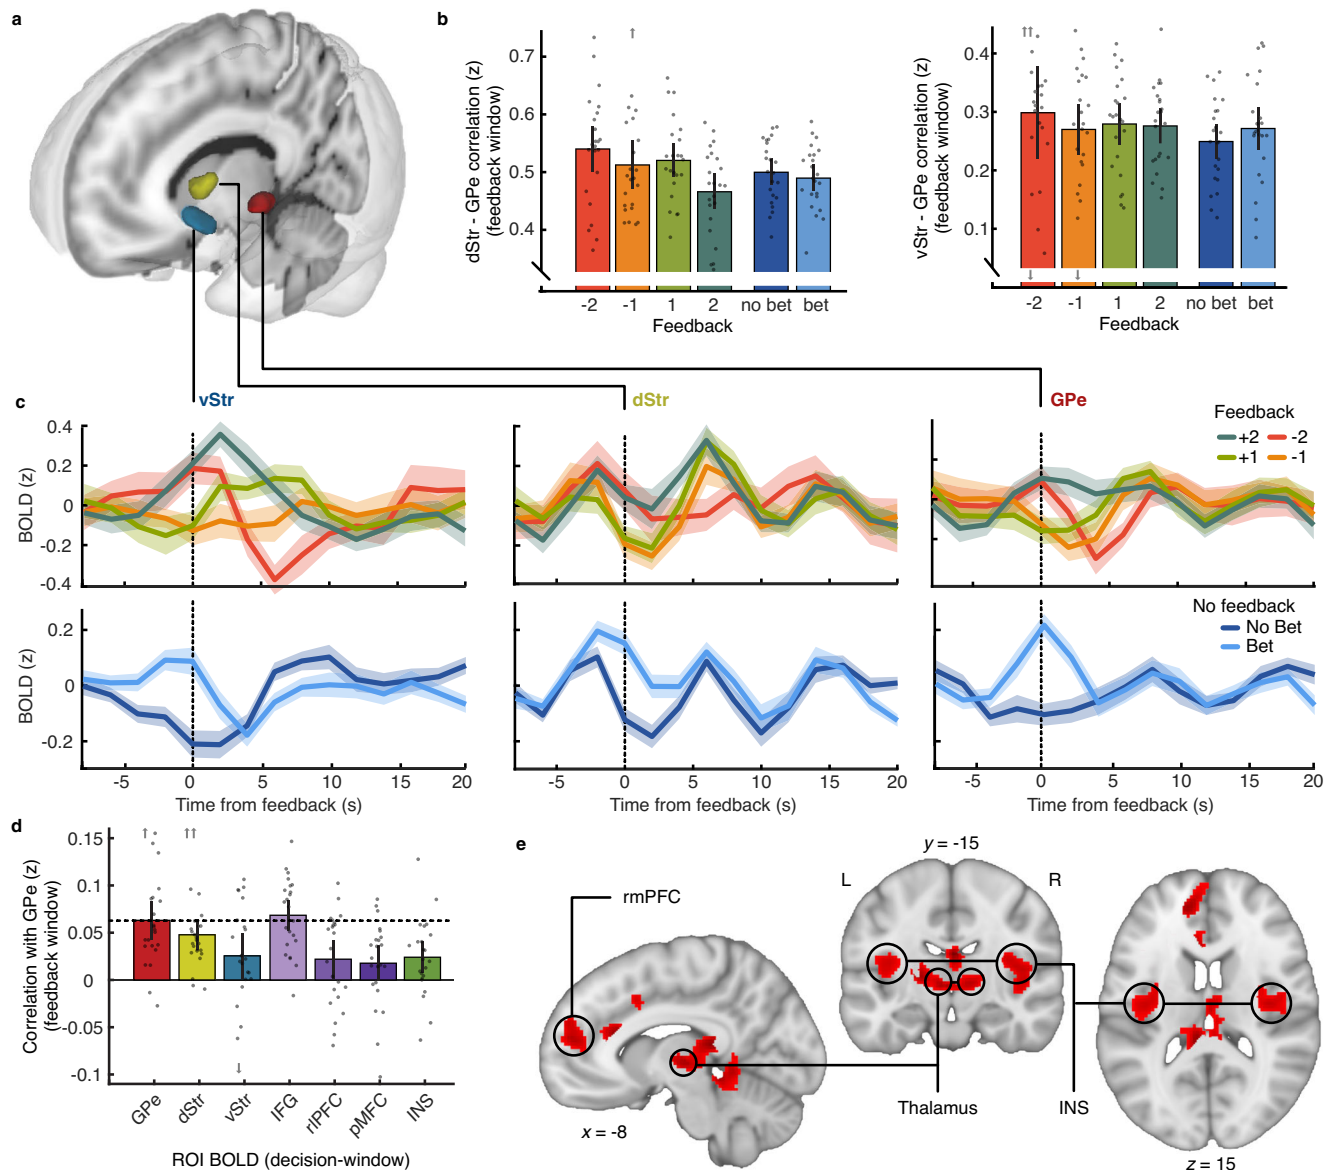 a
b
0.7
0.6
0.5
0.4
dStr - GPe correlation (z)
(feedback window)
-2
-1
1
2
no bet
bet
Feedback
0.4
0.3
0.2
0.1
vStr - GPe correlation (z)
(feedback window)
-2
-1
1
2
no bet
bet
Feedback
c
vStr
dStr
GPe
Feedback
+2
-2
+1
-1
0.4
0.2
0
-0.2
-0.4
BOLD (z)
No feedback
No Bet
Bet
0.2
0
-0.2
BOLD (z)
-5
0
5
10
15
20
Time from feedback (s)
-5
0
5
10
15
20
Time from feedback (s)
-5
0
5
10
15
20
Time from feedback (s)
d
0.15
0.1
0.05
0
-0.05
-0.1
Correlation with GPe (z)
(feedback window)
GPe
dStr
vStr
IFG
rlPFC
pMFC
INS
ROI BOLD (decision-window)
e
y = -15
L
R
rmPFC
Thalamus
INS
x = -8
z = 15